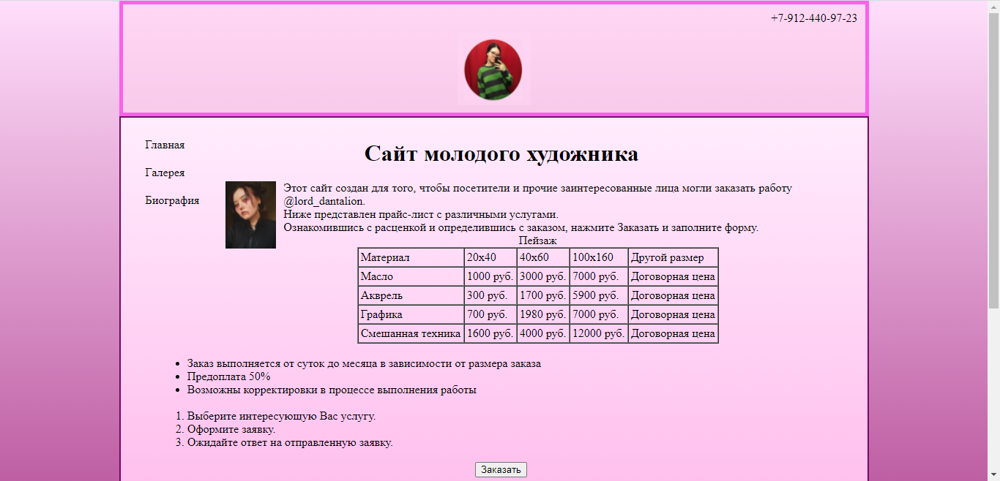 +7-912-440-97-23
Главная
Галерея
Биография
Сайт молодого художника
Этот сайт создан для того, чтобы посетители и прочие заинтересованные лица могли заказать работу
@lord_dantalion.
Ниже представлен прайс-лист с различными услугами.
Ознакомившись с расценкой и определившись с заказом, нажмите Заказать и заполните форму.
Пейзаж
Материал 20x40 40x60 100x160 Другой размер
Масло 1000 руб. 3000 руб. 7000 руб. Договорная цена
Акврель 300 руб. 1700 руб. 5900 руб. Договорная цена
Графика 700 руб. 1980 руб. 7000 руб. Договорная цена
Смешанная техника 1600 руб. 4000 руб. 12000 руб. Договорная цена
• Заказ выполняется от суток до месяца в зависимости от размера заказа
• Предоплата 50%
• Возможны корректировки в процессе выполнения работы
1. Выберите интересующую Вас услугу.
2. Оформите заявку.
3. Ожидайте ответ на отправленную заявку.
Заказать